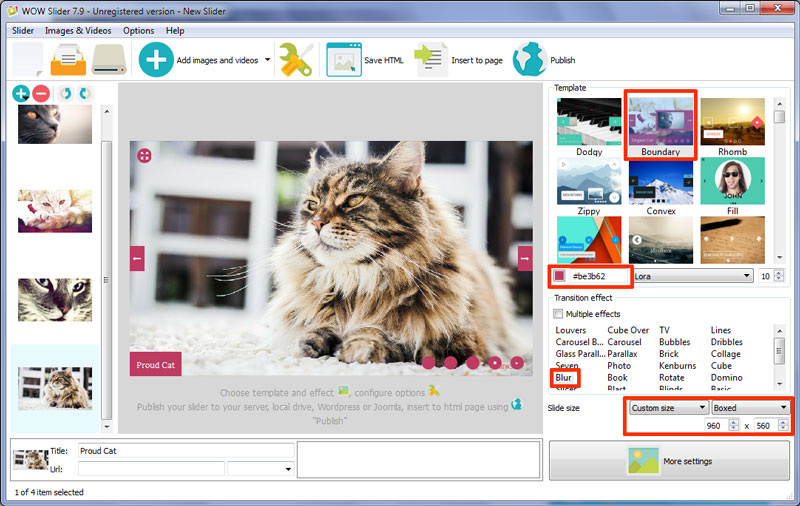 WOW Slider 7.9 - Unregistered version - New Slider
Slider Images & Videos Options Help
Add images and videos Save HTML Insert to page Publish
Template
Dodgy Boundary Rhomb
Zippy Convex Fill
#be3b62 Lora 10
Transition effect
Multiple effects
Louvers Cube Over TV Lines
Carousel B... Carousel Bubbles Dribbles
Glass Parall... Parallax Brick Collage
Seven Photo Kenburns Cube
Blur Book Rotate Domino
Blast Blinds Basic
Proud Cat
Choose template and effect , configure options
Publish your slider to your server, local drive, Wordpress or Joomla, insert to html page using
"Publish"
Slide size Custom size Boxed
960 x 560
Title: Proud Cat
Url:
More settings
1 of 4 item selected